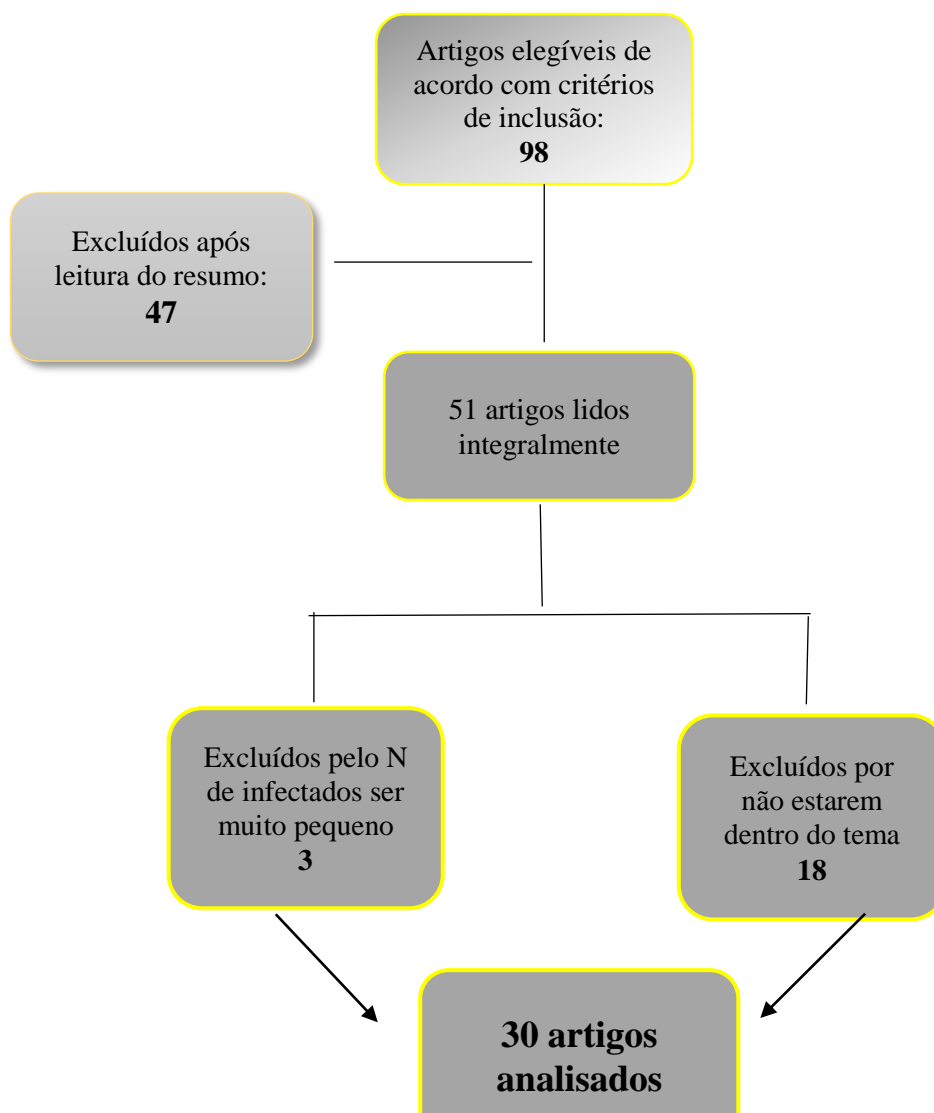 Artigos elegíveis de
acordo com critérios
de inclusão:
98
Excluídos após
leitura do resumo:
47
51 artigos lidos
integralmente
Excluídos pelo N
de infectados ser
muito pequeno
3
Excluídos por
não estarem
dentro do tema
18
30 artigos
analisados